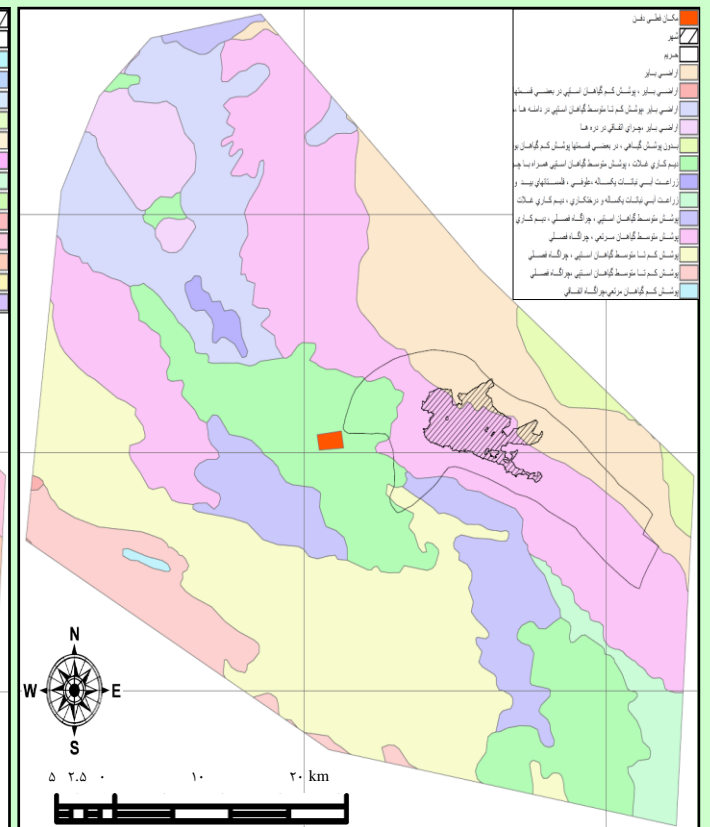 مکان فعلی دفن
شهر
حریم
اراضی بایر
اراضی بایر ، پوشش کم گیاهان استپی در بعضی قسمتها
اراضی بایر ،پوشش کم تا متوسط گیاهان استپی در دامنه ها
اراضی بایر ،چرای اتفاقی در دره ها
بدون پوشش گیاهی ، در بعضی قسمتها پوشش کم گیاهان
دیم کاری غلات ، پوشش متوسط گیاهان استپی همراه با
زراعت آبی نباتات یکساله ،علوفی ، قلمستانهای بید و
زراعت آبی نباتات یکساله و درختکاری ، دیم کاری غلات
پوشش متوسط گیاهان استپی ، چراگاه فصلی ، دیم کاری
پوشش متوسط گیاهان مرتعی ، چراگاه فصلی
پوشش کم تا متوسط گیاهان استپی ، چراگاه فصلی
پوشش کم تا متوسط گیاهان استپی ،چراگاه فصلی
پوشش کم گیاهان مرتعی،چراگاه اتفاقی
N
W E
S
۵ ۲.۵ ۰ ۱۰ ۲۰ km